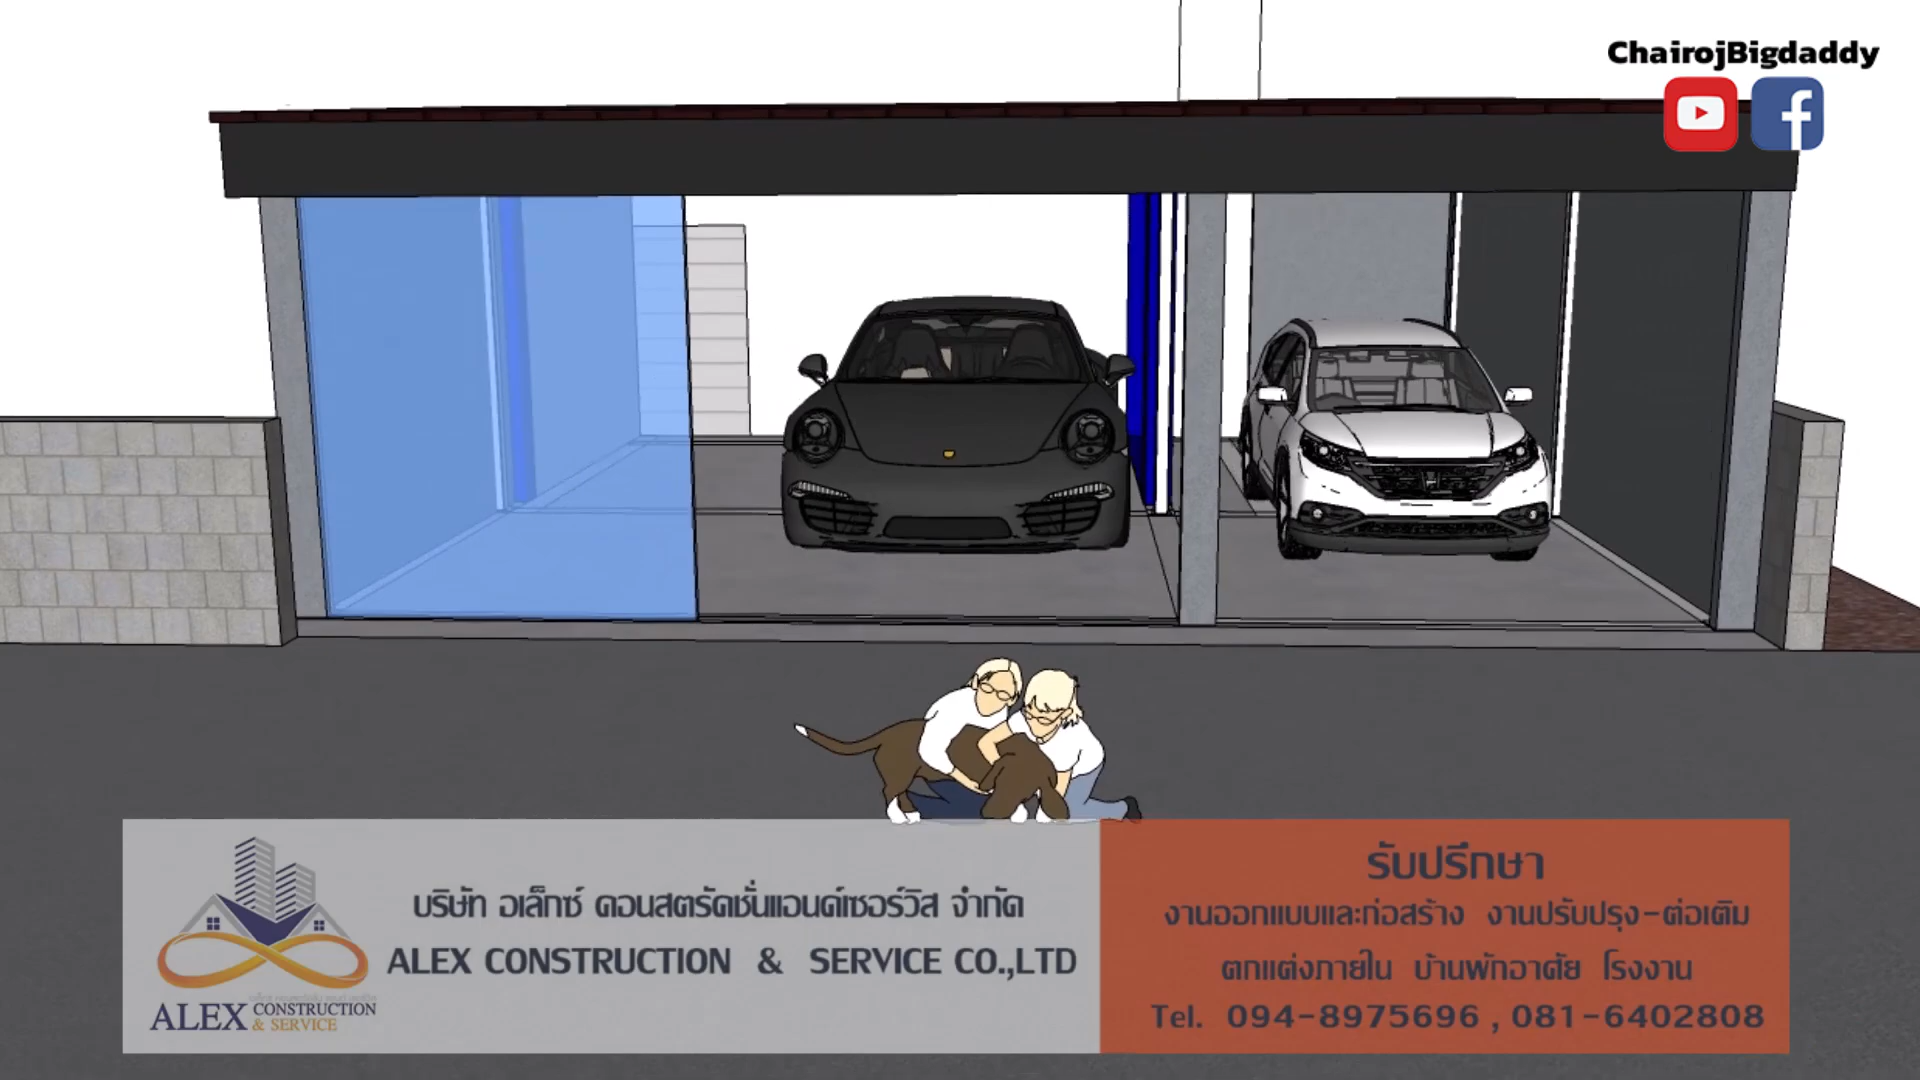 ChairojBigdaddy
บริษัท อเล็กซ์ คอนสตรัคชั่นแอนด์เซอร์วิส จำกัด
ALEX CONSTRUCTION & SERVICE CO.,LTD
ALEX CONSTRUCTION
& SERVICE
รับปรึกษา
งานออกแบบและก่อสร้าง งานปรับปรุง-ต่อเติม
ตกแต่งภายใน บ้านพักอาศัย โรงงาน
Tel. 094-8975696 , 081-6402808